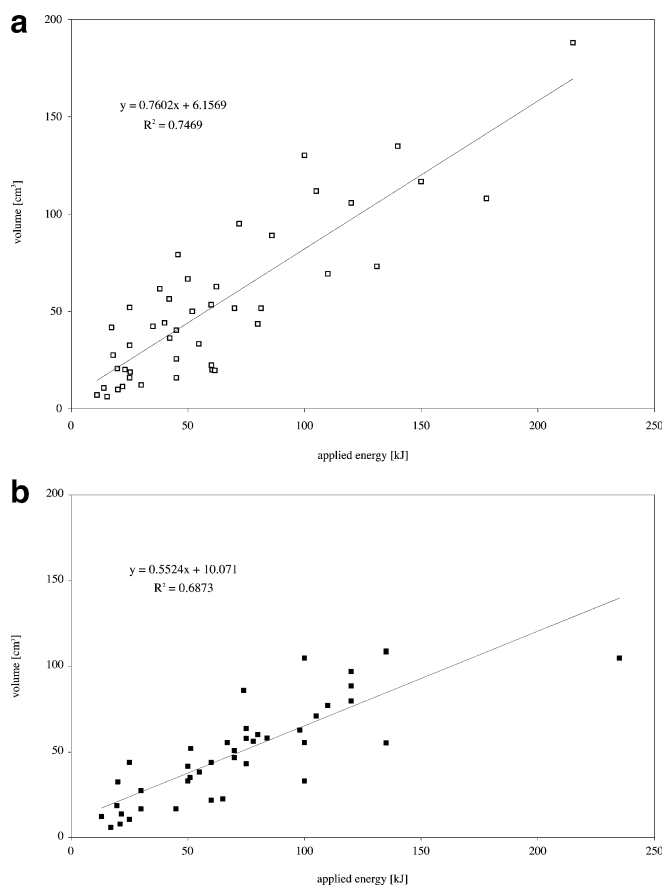 a
200
y = 0.7602x + 6.1569
R² = 0.7469
150
volume [cm³]
100
50
0
0 50 100 150 200 250
applied energy [kJ]
b
200
y = 0.5524x + 10.071
R² = 0.6873
150
volume [cm³]
100
50
0
0 50 100 150 200 250
applied energy [kJ]